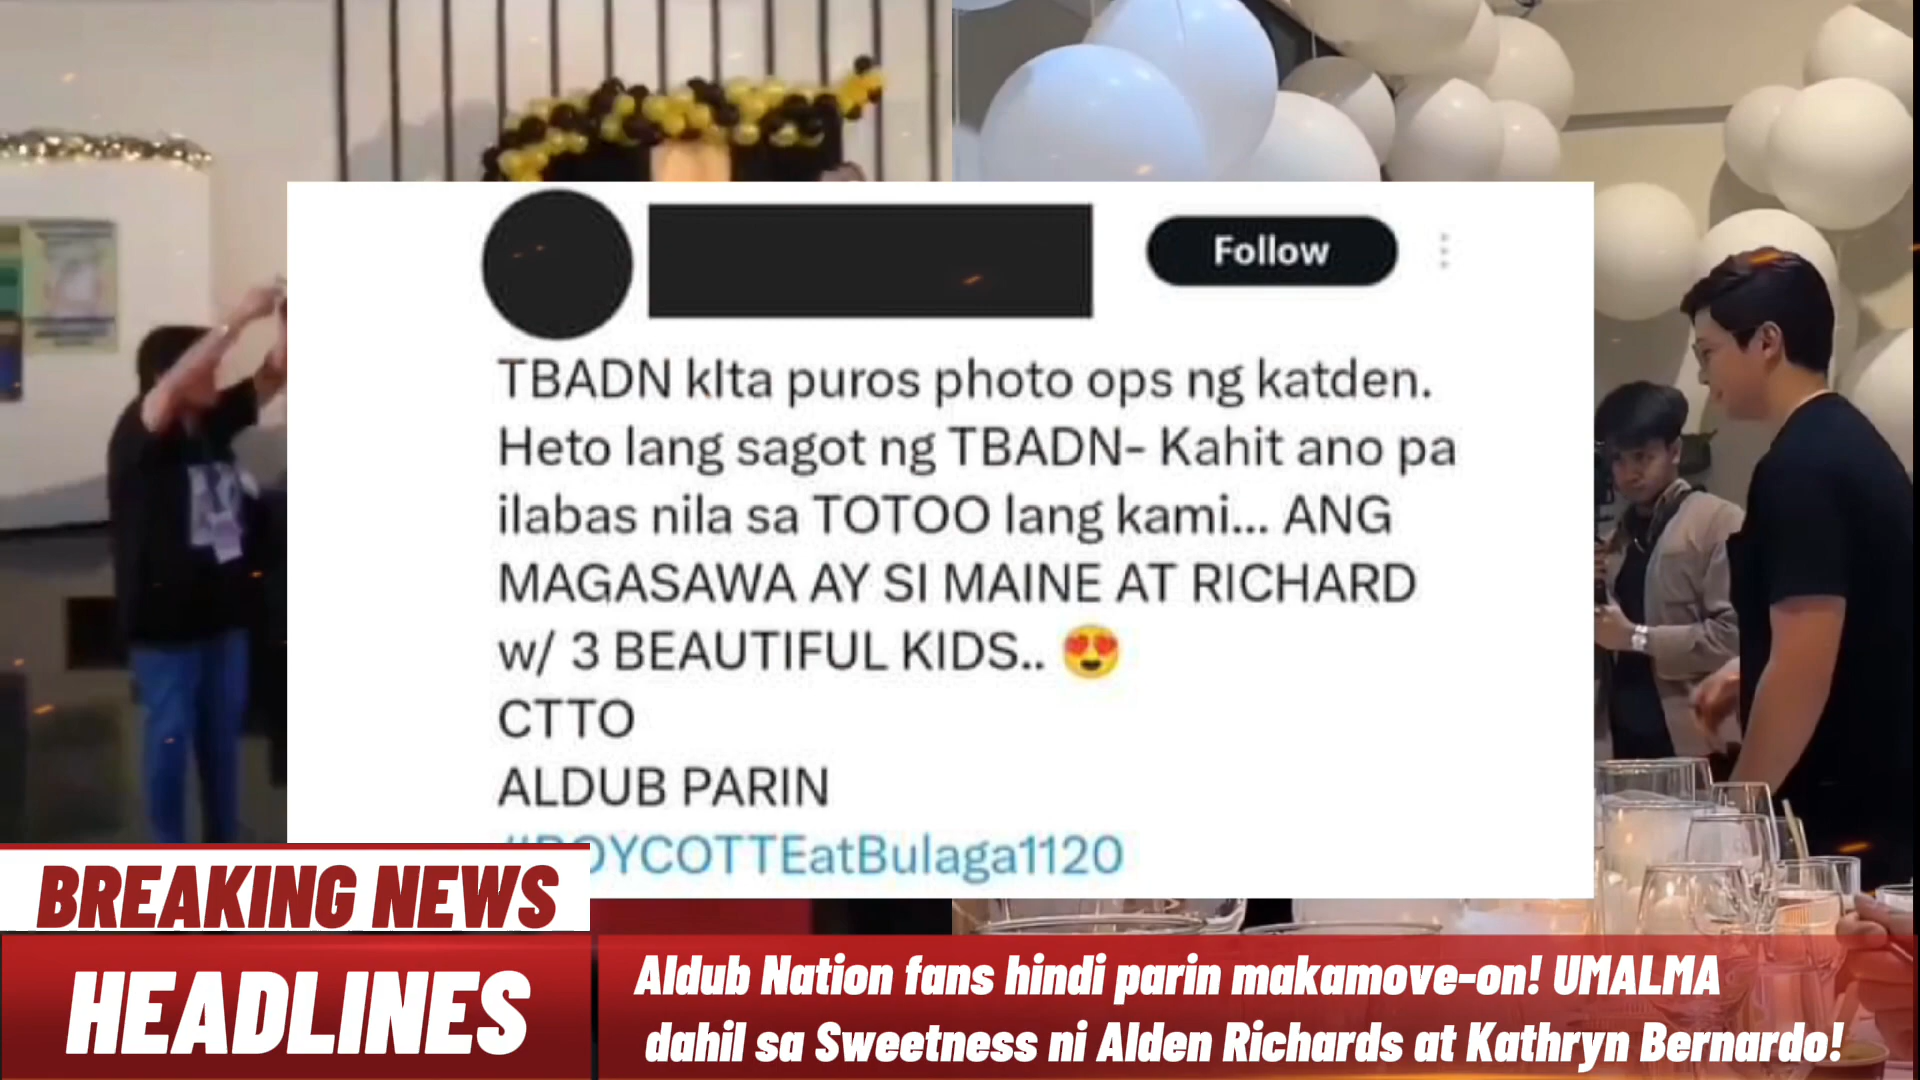 Follow
TBADN kIta puros photo ops ng katden.
Heto lang sagot ng TBADN- Kahit ano pa
ilabas nila sa TOTOO lang kami... ANG
MAGASAWA AY SI MAINE AT RICHARD
w/ 3 BEAUTIFUL KIDS.. 😍
CTTO
ALDUB PARIN
#BOYCOTTEatBulaga1120
BREAKING NEWS
HEADLINES
Aldub Nation fans hindi parin makamove-on! UMALMA
dahil sa Sweetness ni Alden Richards at Kathryn Bernardo!